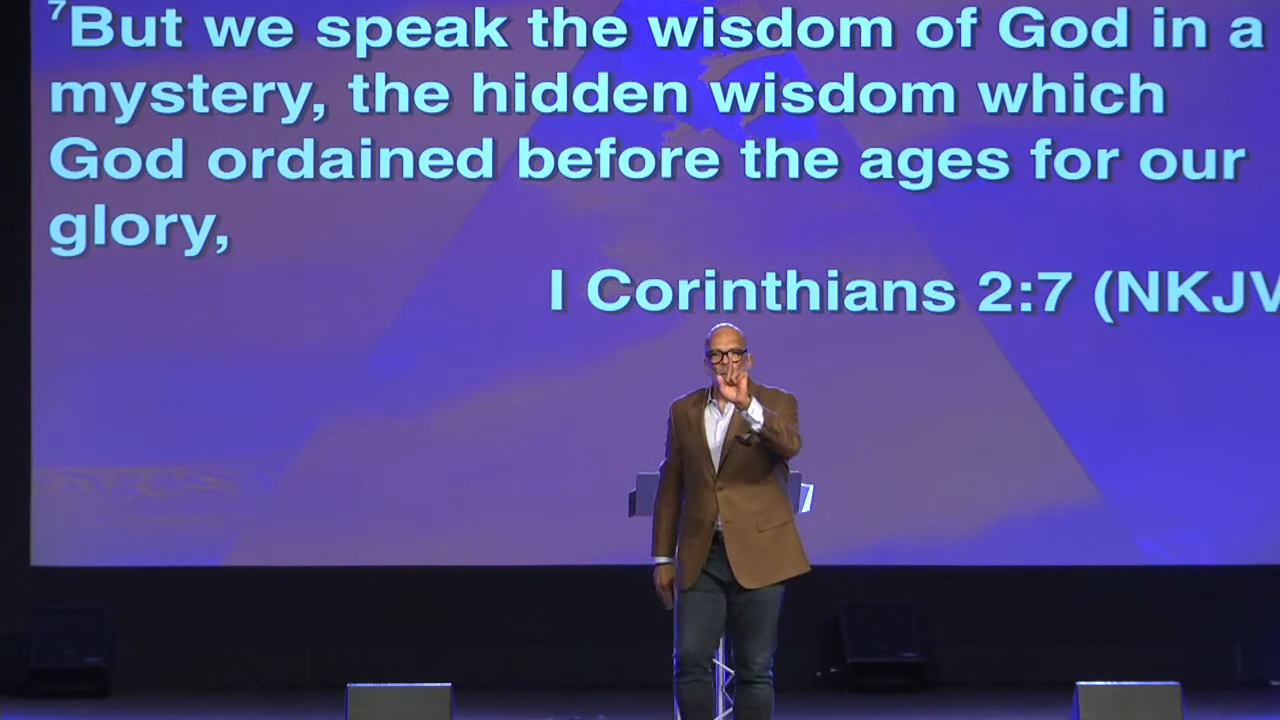 7But we speak the wisdom of God in a
mystery, the hidden wisdom which
God ordained before the ages for our
glory,
I Corinthians 2:7 (NKJV